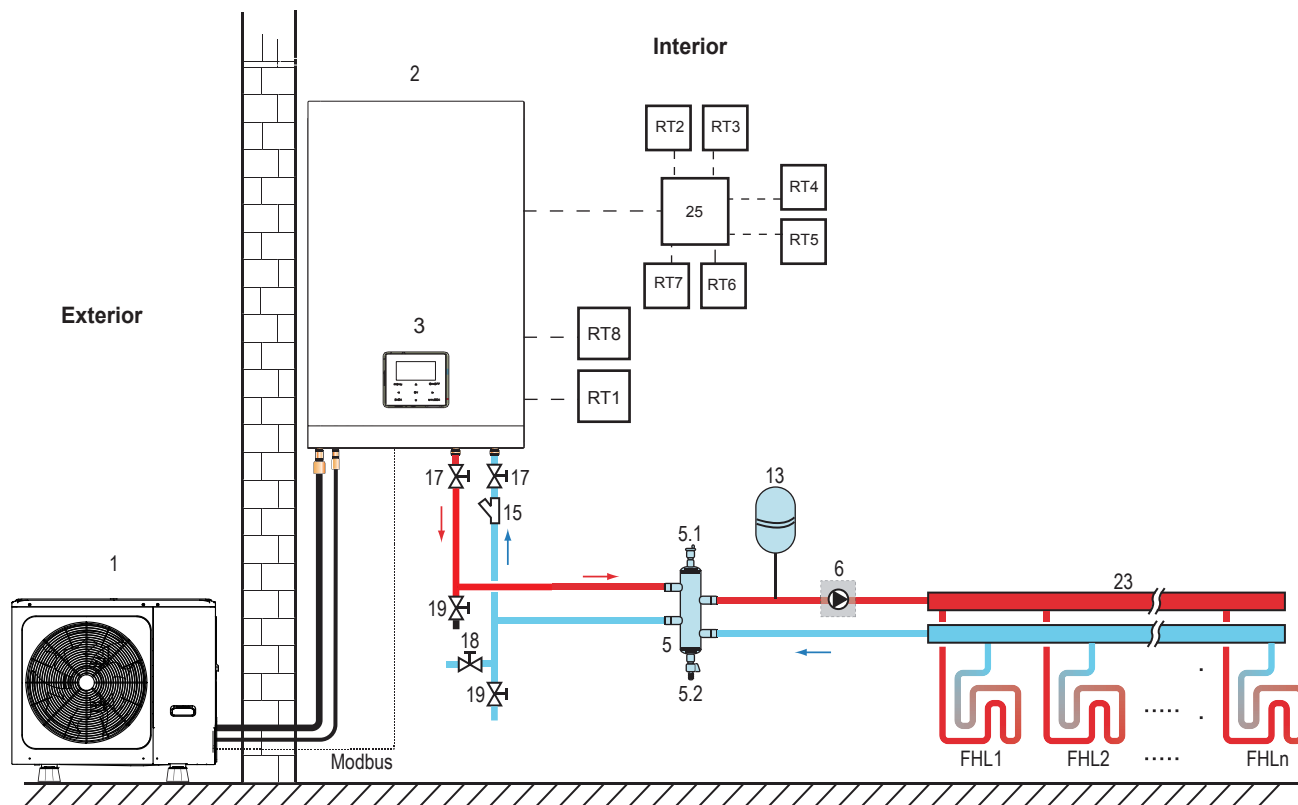 Interior
2
RT2
RT3
RT4
25
RT5
RT7
RT6
Exterior
3
RT8
RT1
17
17
13
15
5.1
1
6
23
19
18
5
19
5.2
Modbus
.....
.....
FHL1
FHL2
FHLn